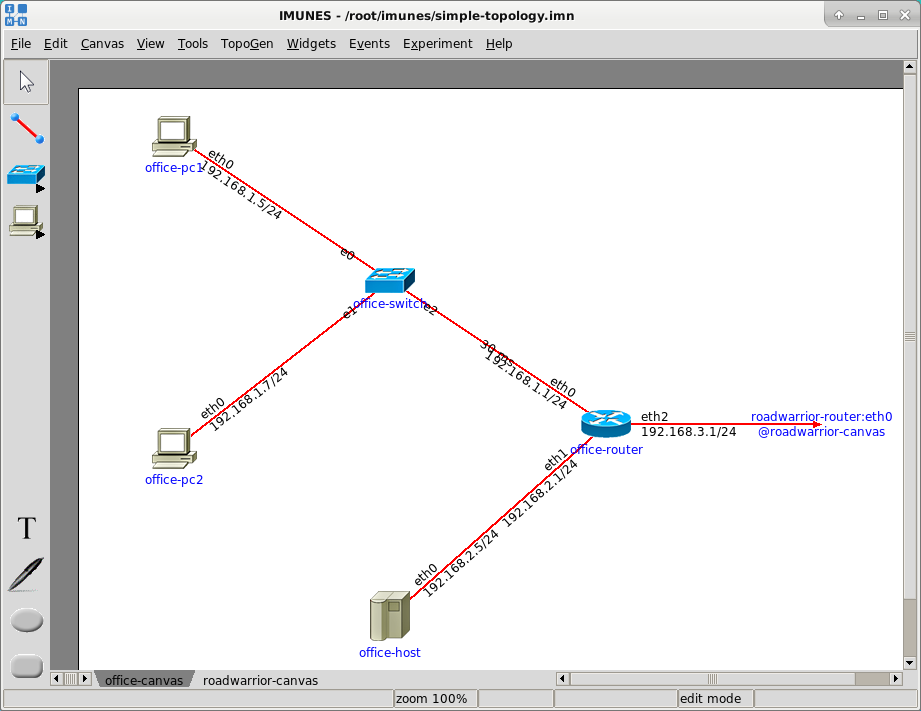 IMUNES - /root/imunes/simple-topology.imn
File Edit Canvas View Tools TopoGen Widgets Events Experiment Help
office-pc1
eth0
192.168.1.5/24
e0
office-switch
e1
e2
30 ms
192.168.1.1/24
eth0
eth0
192.168.1.7/24
office-pc2
office-router
eth2
192.168.3.1/24
roadwarrior-router:eth0
@roadwarrior-canvas
eth1
192.168.2.1/24
eth0
192.168.2.5/24
office-host
T
office-canvas roadwarrior-canvas
zoom 100% edit mode